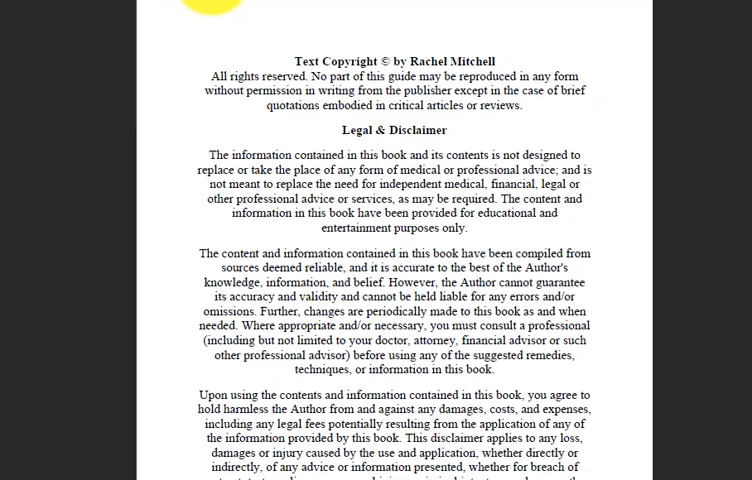 Text Copyright © by Rachel Mitchell
All rights reserved. No part of this guide may be reproduced in any form
without permission in writing from the publisher except in the case of brief
quotations embodied in critical articles or reviews.
Legal & Disclaimer
The information contained in this book and its contents is not designed to
replace or take the place of any form of medical or professional advice; and is
not meant to replace the need for independent medical, financial, legal or
other professional advice or services, as may be required. The content and
information in this book have been provided for educational and
entertainment purposes only.
The content and information contained in this book have been compiled from
sources deemed reliable, and it is accurate to the best of the Author's
knowledge, information, and belief. However, the Author cannot guarantee
its accuracy and validity and cannot be held liable for any errors and/or
omissions. Further, changes are periodically made to this book as and when
needed. Where appropriate and/or necessary, you must consult a professional
(including but not limited to your doctor, attorney, financial advisor or such
other professional advisor) before using any of the suggested remedies,
techniques, or information in this book.
Upon using the contents and information contained in this book, you agree to
hold harmless the Author from and against any damages, costs, and expenses,
including any legal fees potentially resulting from the application of any of
the information provided by this book. This disclaimer applies to any loss,
damages or injury caused by the use and application, whether directly or
indirectly, of any advice or information presented, whether for breach of